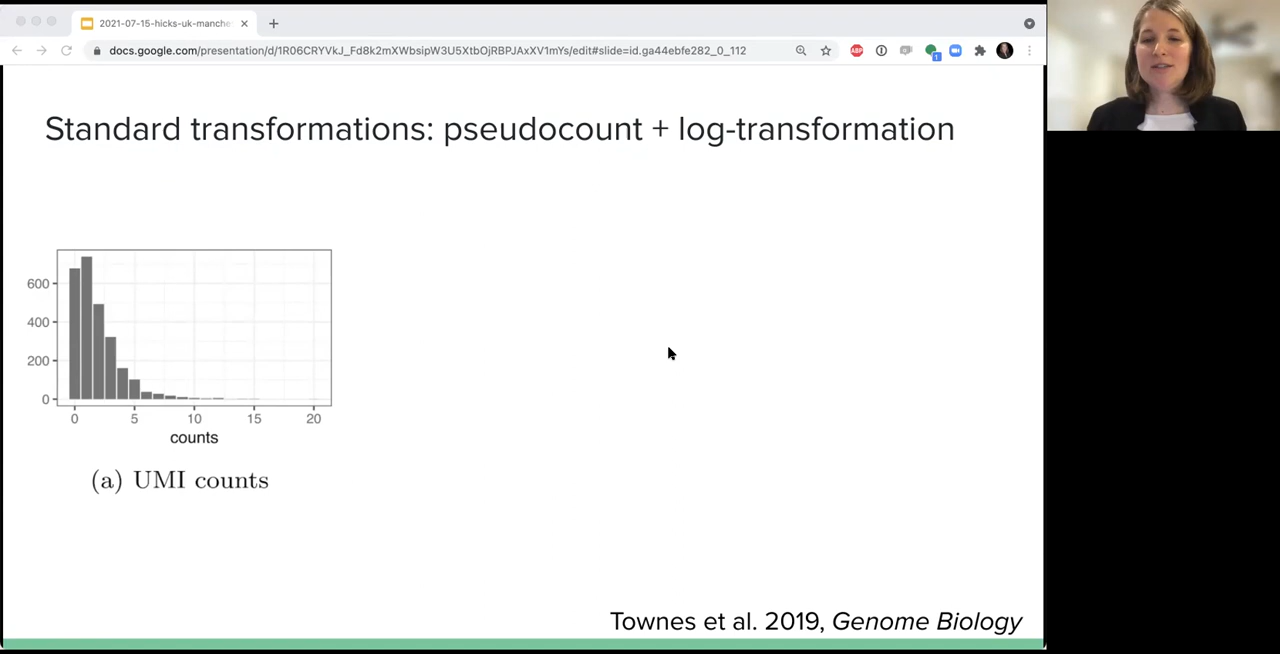 2021-07-15-hicks-uk-manche
docs.google.com/presentation/d/1R06CRYVkJ_Fd8k2mXWbsipW3U5XtbOjRBPJAxXV1mYs/edit#slide=id.ga44ebfe282_0_112
ABP
1
Standard transformations: pseudocount + log-transformation
600
400
200
0
0 5 10 15 20
counts
(a) UMI counts
Townes et al. 2019, Genome Biology